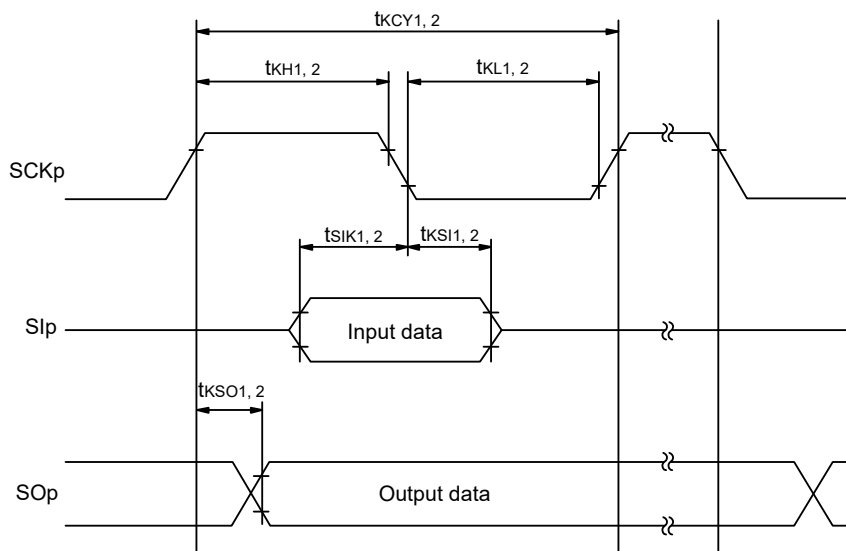 tKCY1, 2
tKH1, 2
tKL1, 2
SCKp
tSIK1, 2
tKSI1, 2
SIp
Input data
tKSO1, 2
SOp
Output data